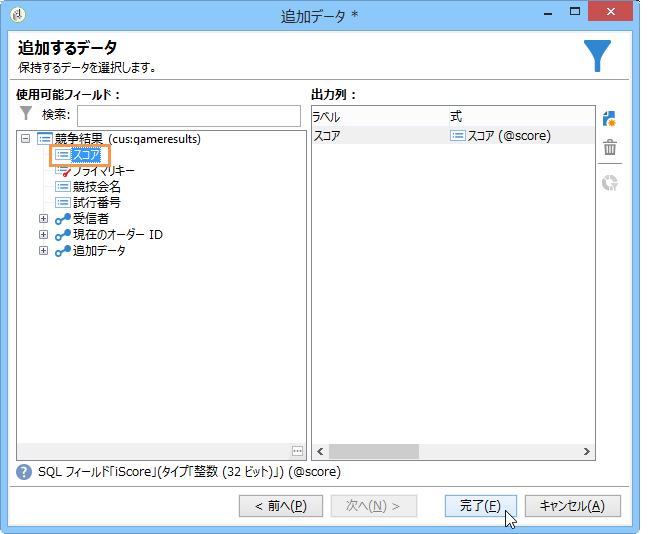 追加データ *
追加するデータ
保持するデータを選択します。
使用可能フィールド：
検索:
競争結果 (cus:gameresults)
スコア
プライマリキー
競技会名
試行番号
受信者
現在のオーダー ID
追加データ
出力列：
ラベル 式
スコア スコア (@score)
SQL フィールド「iScore」(タイプ「整数 (32 ビット)」) (@score)
< 前へ(P) 次へ(N) > 完了(F) キャンセル(A)